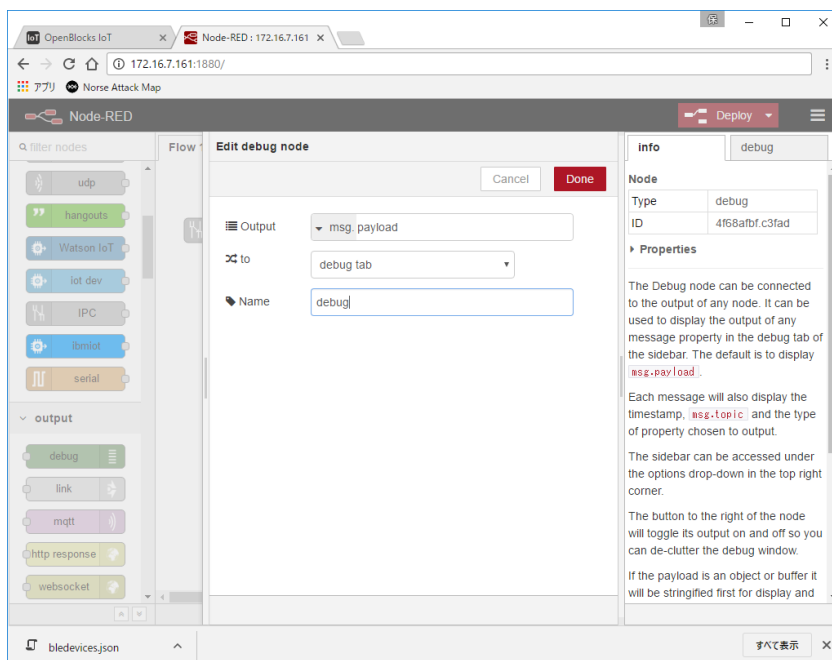 保
OpenBlocks IoT
Node-RED : 172.16.7.161
172.16.7.161:1880/
アプリ
Norse Attack Map
Node-RED
Deploy
filter nodes
udp
hangouts
Watson IoT
iot dev
IPC
ibmiot
serial
output
debug
link
mqtt
http response
websocket
Flow
Edit debug node
Cancel
Done
Output
msg. payload
to
debug tab
Name
debug
info
debug
Node
Type
debug
ID
4f68afbf.c3fad
Properties
The Debug node can be connected
to the output of any node. It can be
used to display the output of any
message property in the debug tab of
the sidebar. The default is to display
msg.payload.
Each message will also display the
timestamp, msg.topic and the type
of property chosen to output.
The sidebar can be accessed under
the options drop-down in the top right
corner.
The button to the right of the node
will toggle its output on and off so you
can de-clutter the debug window.
If the payload is an object or buffer it
will be stringified first for display and
bledevices.json
すべて表示